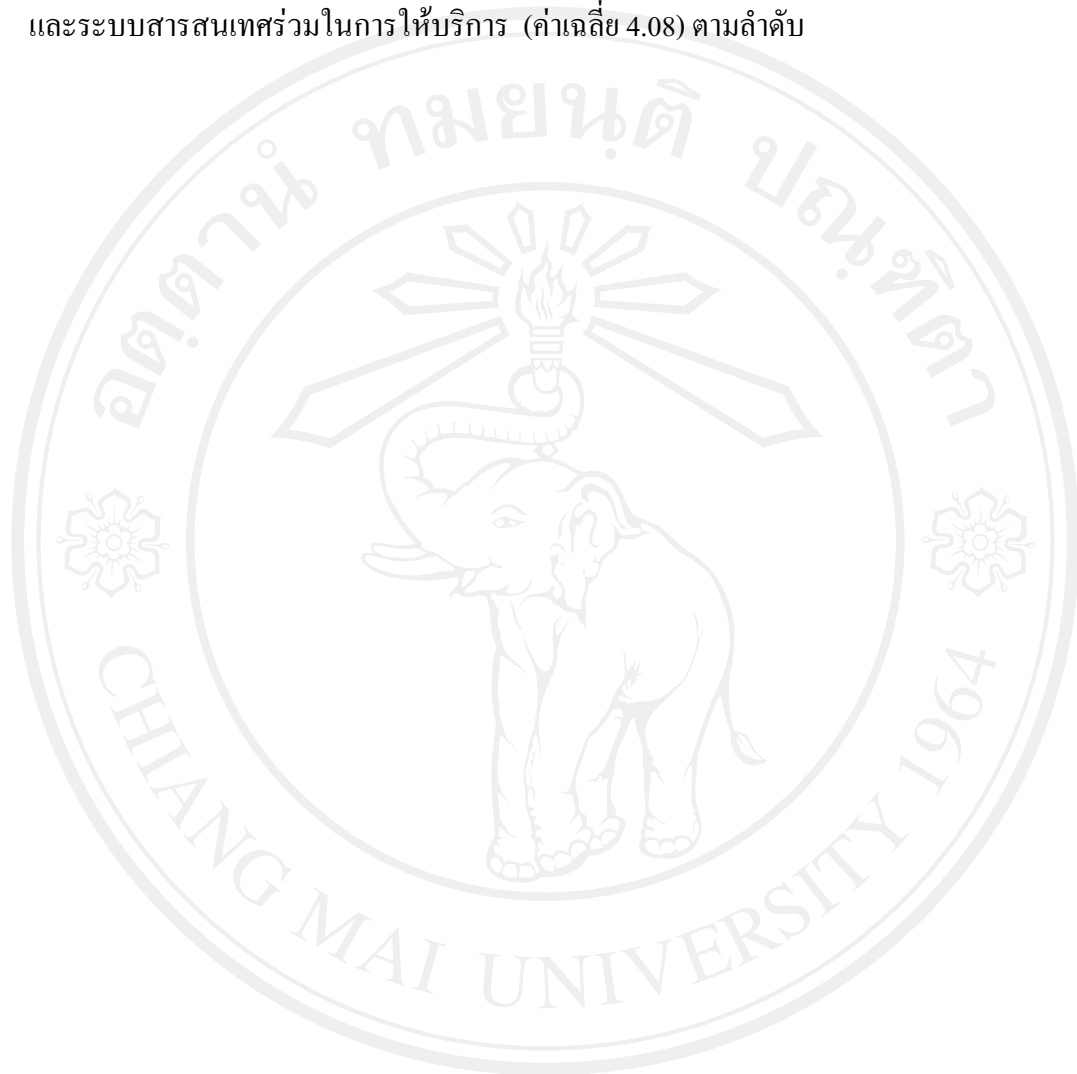 และระบบสารสนเทศร่วมในการให้บริการ (ค่าเฉลี่ย 4.08) ตามลำดับ
อตฺตานํ ทมยนฺติ ปณฺฑิตา
CHIANG MAI UNIVERSITY 1964